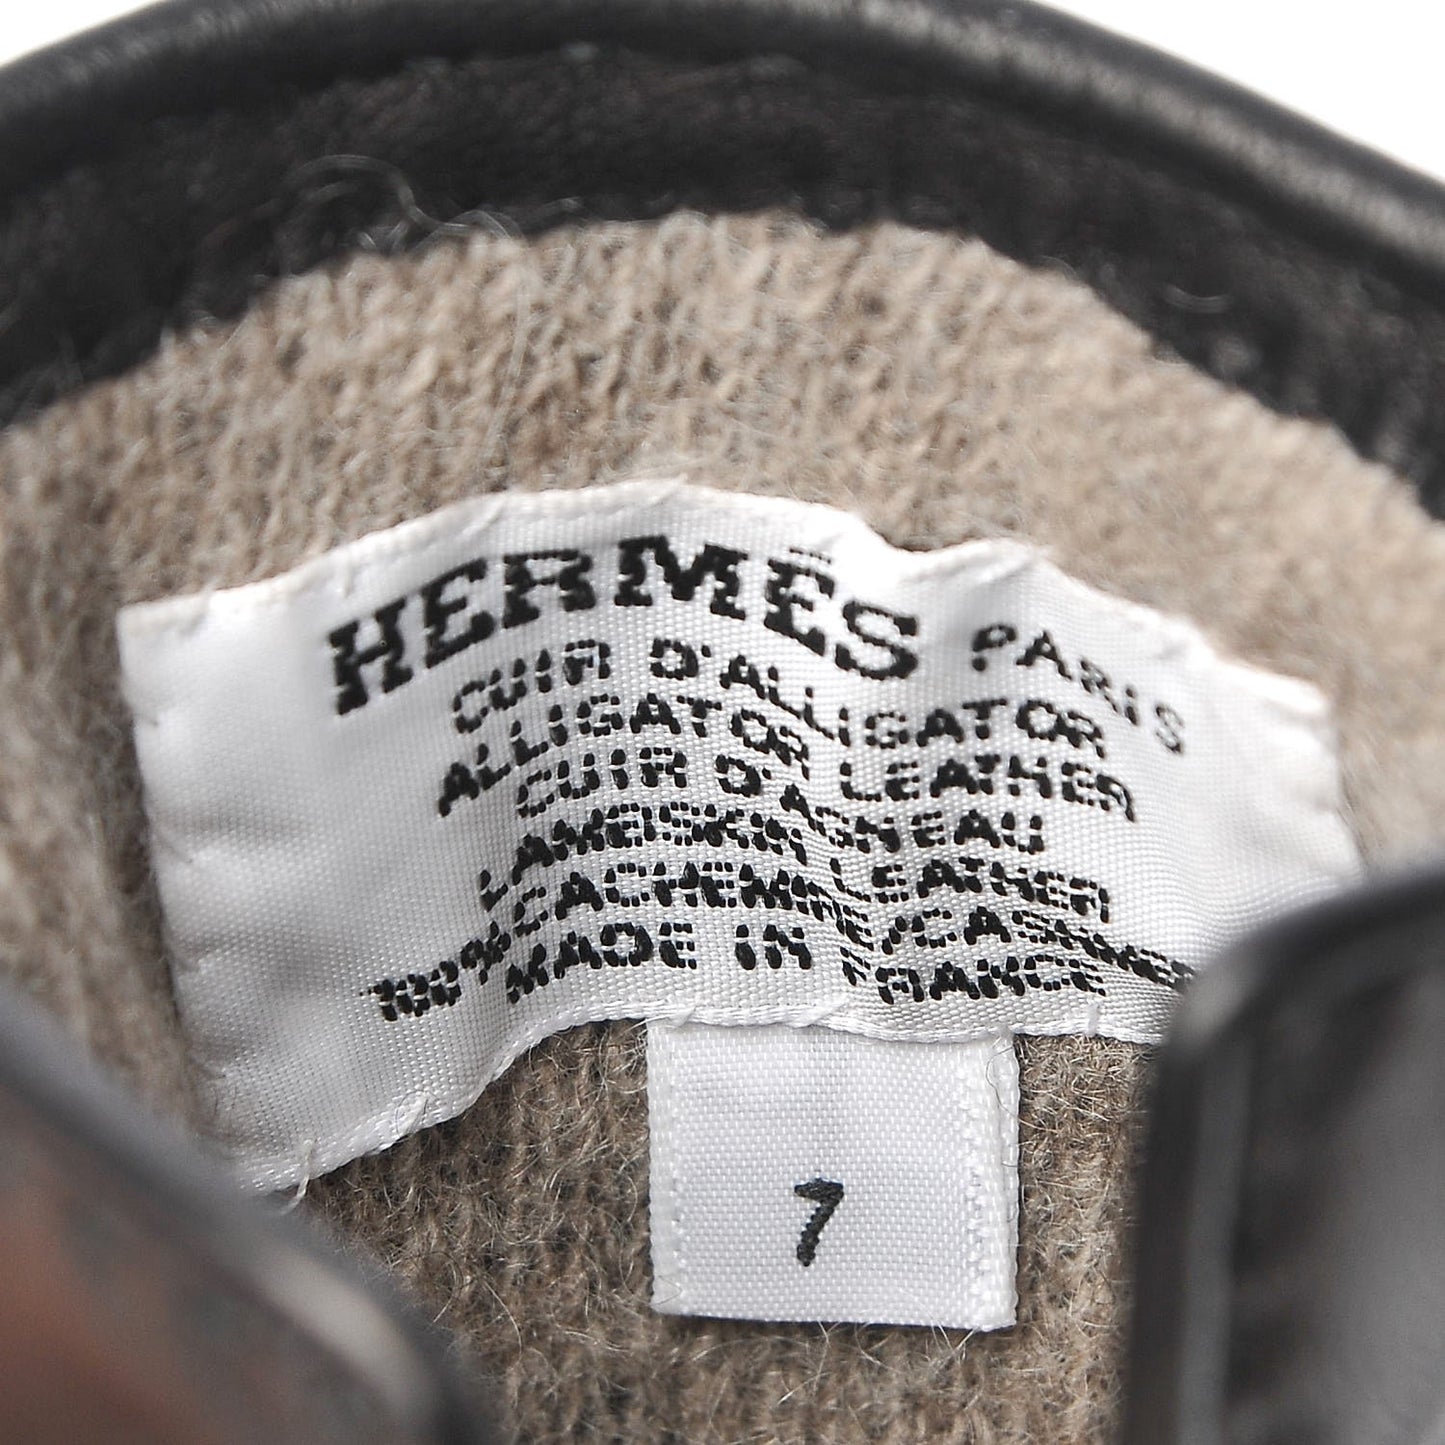 HERMÈS PARIS
CUIR D'ALLIGATOR
ALLIGATOR LEATHER
CUIR D'AGNEAU
LAMBSKIN LEATHER
100% CACHEMIRE/CASHMERE
MADE IN FRANCE
7